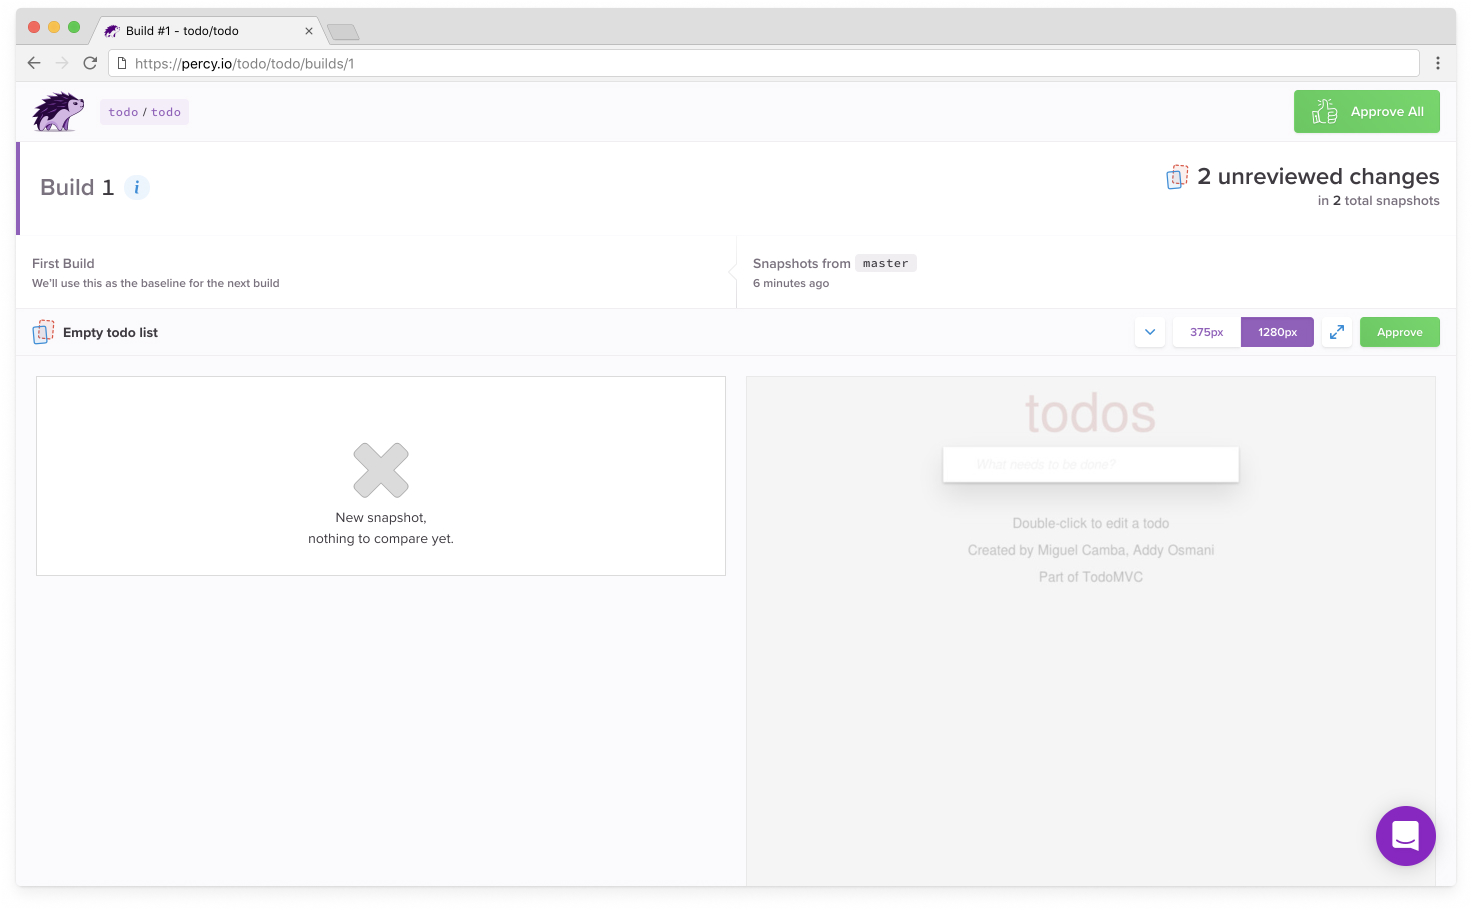 Build #1 - todo/todo
https://percy.io/todo/todo/builds/1
todo / todo
Approve All
Build 1 i
2 unreviewed changes
in 2 total snapshots
First Build
We'll use this as the baseline for the next build
Snapshots from master
6 minutes ago
Empty todo list
375px
1280px
Approve
New snapshot,
nothing to compare yet.
todos
What needs to be done?
Double-click to edit a todo
Created by Miguel Camba, Addy Osmani
Part of TodoMVC